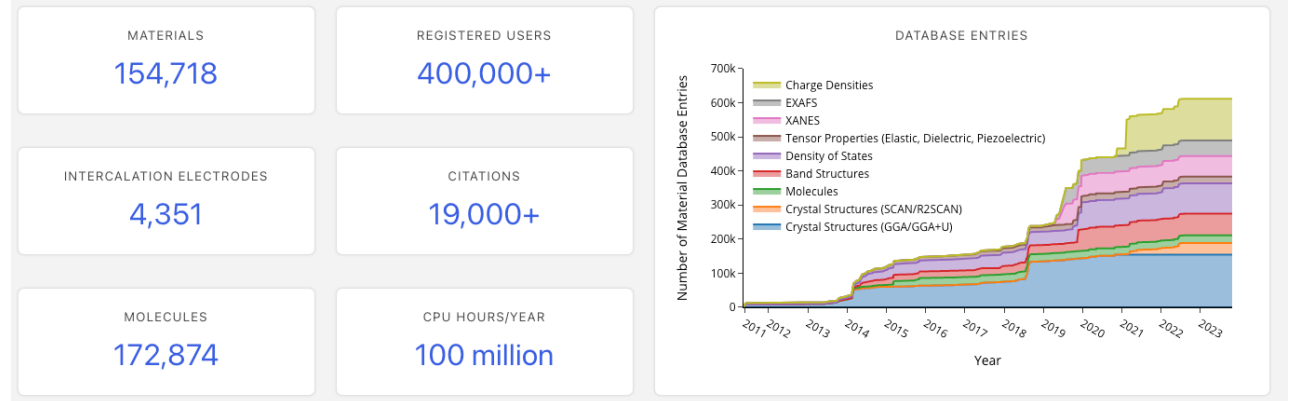 MATERIALS
154,718
REGISTERED USERS
400,000+
INTERCALATION ELECTRODES
4,351
CITATIONS
19,000+
MOLECULES
172,874
CPU HOURS/YEAR
100 million
DATABASE ENTRIES
Number of Material Database Entries
700k
600k
500k
400k
300k
200k
100k
0
Charge Densities
EXAFS
XANES
Tensor Properties (Elastic, Dielectric, Piezoelectric)
Density of States
Band Structures
Molecules
Crystal Structures (SCAN/R2SCAN)
Crystal Structures (GGA/GGA+U)
2011 2012 2013 2014 2015 2016 2017 2018 2019 2020 2021 2022 2023
Year